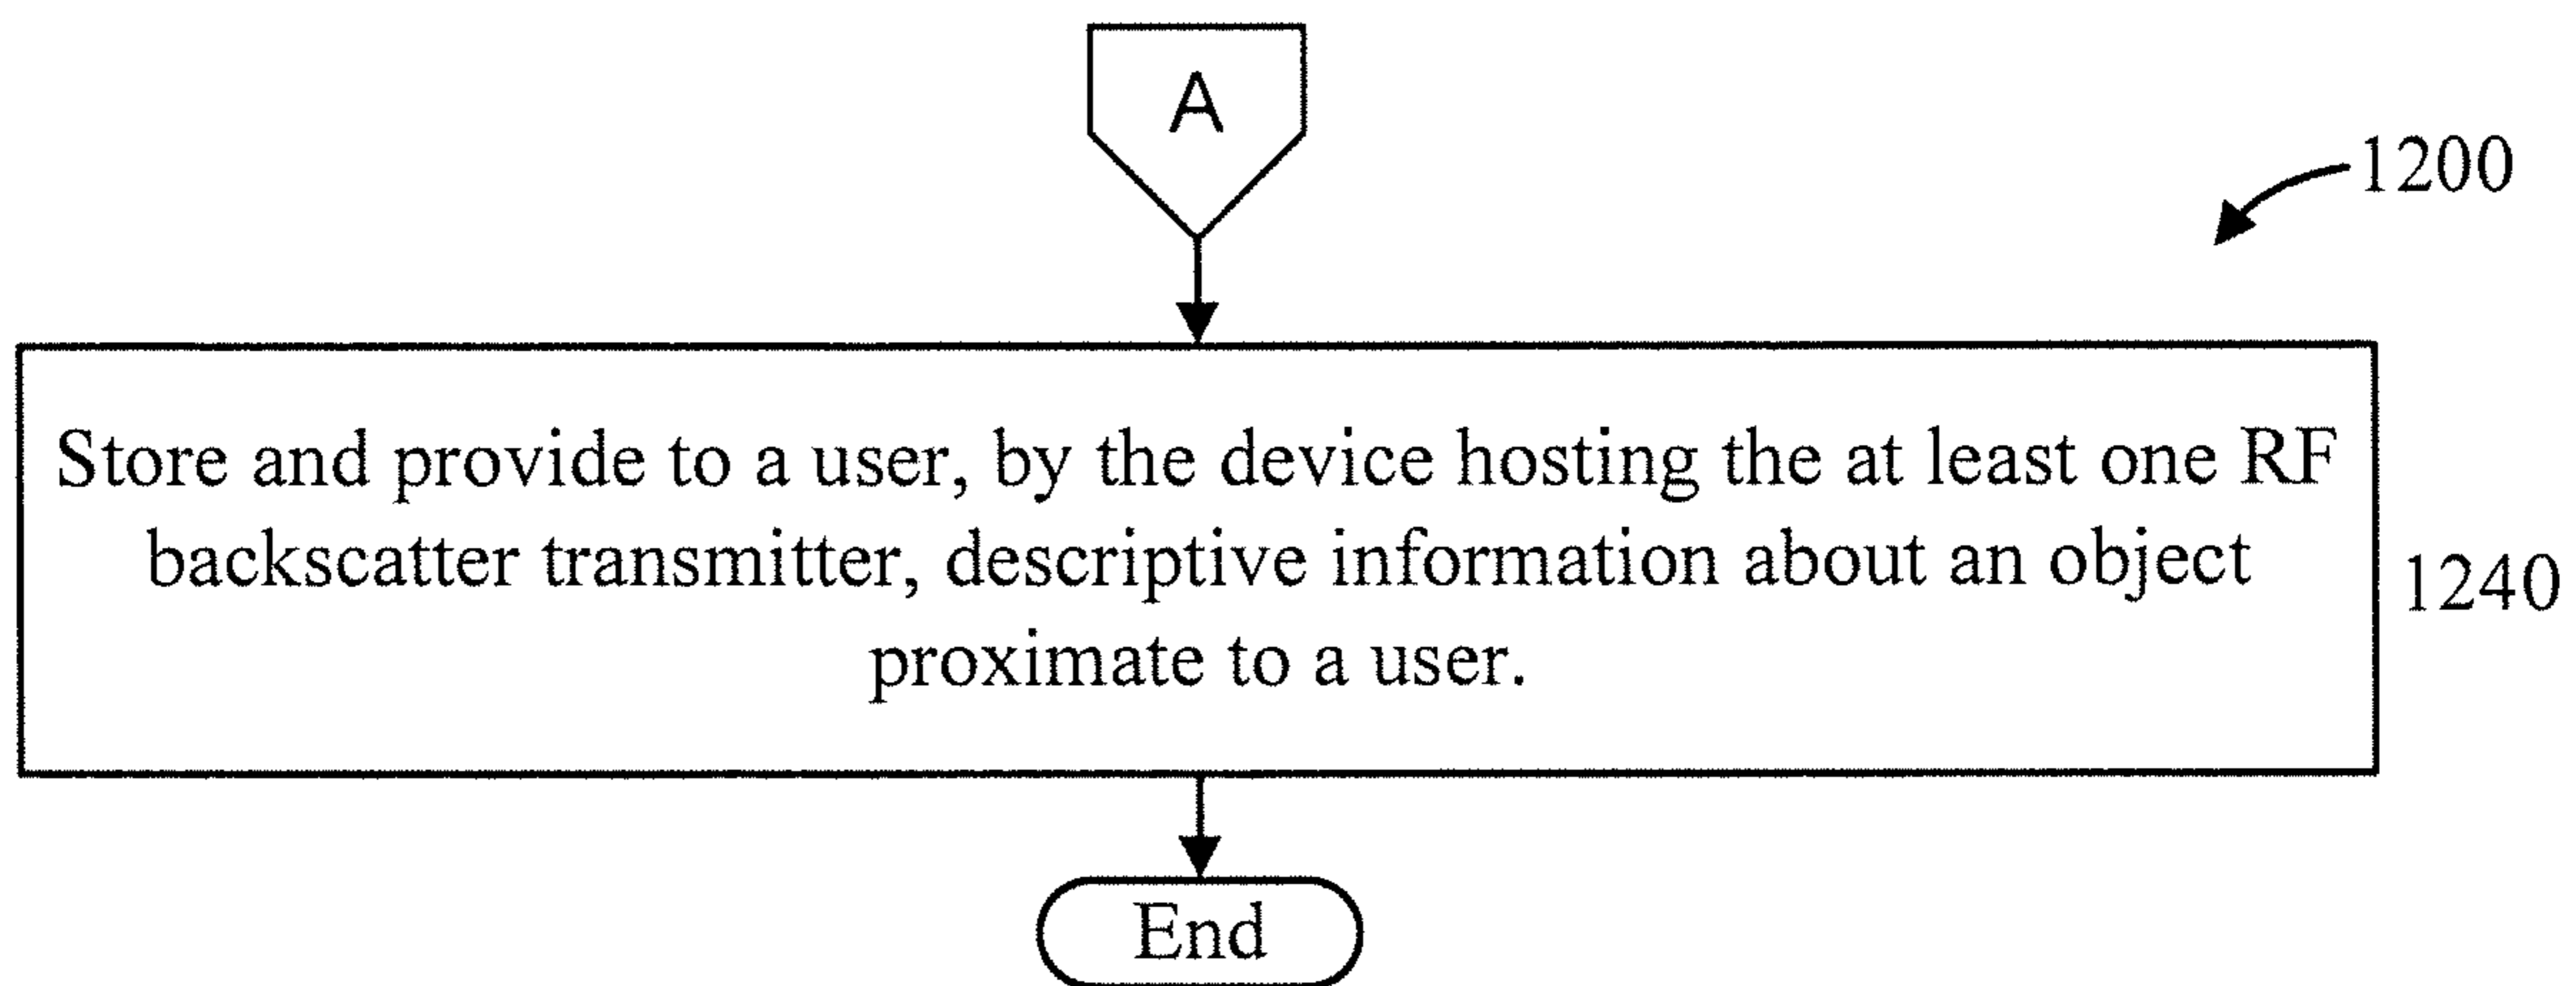 A
1200
Store and provide to a user, by the device hosting the at least one RF
backscatter transmitter, descriptive information about an object
proximate to a user.
1240
End